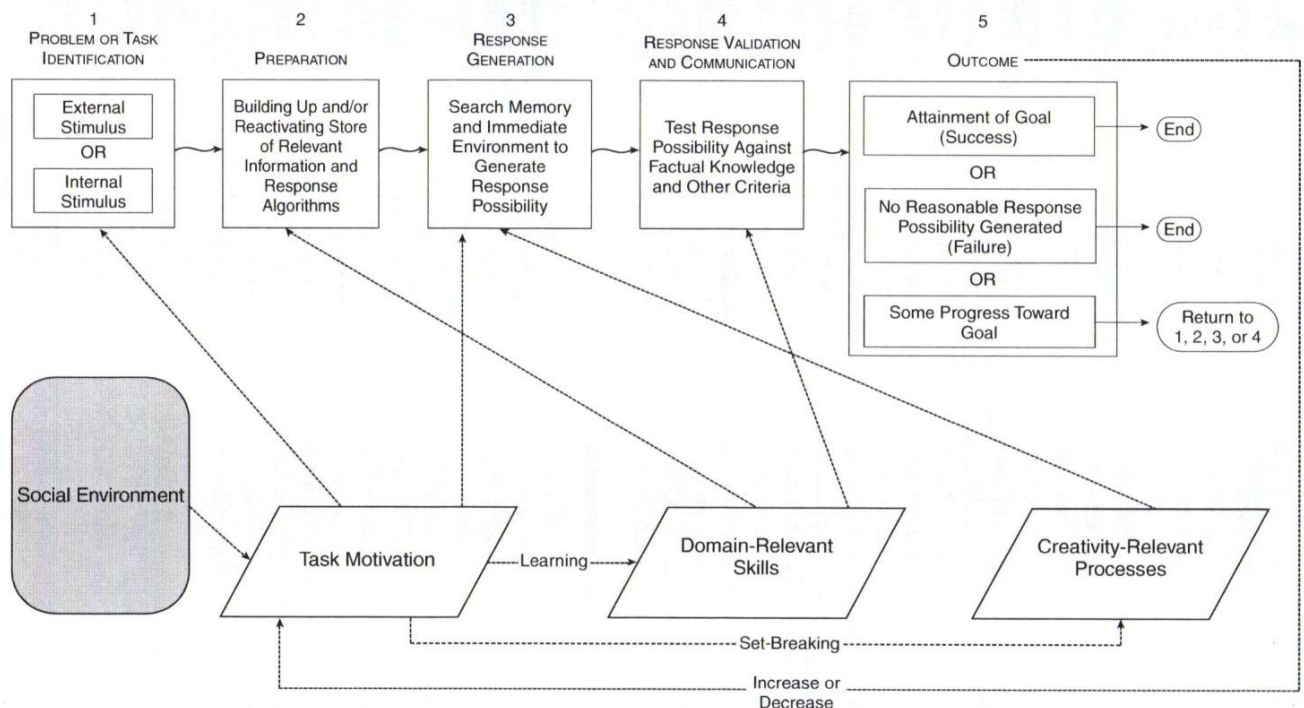 1
PROBLEM OR TASK
IDENTIFICATION
External
Stimulus
OR
Internal
Stimulus
2
PREPARATION
Building Up and/or
Reactivating Store
of Relevant
Information and
Response
Algorithms
3
RESPONSE
GENERATION
Search Memory
and Immediate
Environment to
Generate
Response
Possibility
4
RESPONSE VALIDATION
AND COMMUNICATION
Test Response
Possibility Against
Factual Knowledge
and Other Criteria
5
OUTCOME
Attainment of Goal
(Success)
End
OR
No Reasonable Response
Possibility Generated
(Failure)
End
OR
Some Progress Toward
Goal
Return to
1, 2, 3, or 4
Social Environment
Task Motivation
Learning
Domain-Relevant
Skills
Creativity-Relevant
Processes
Set-Breaking
Increase or
Decrease